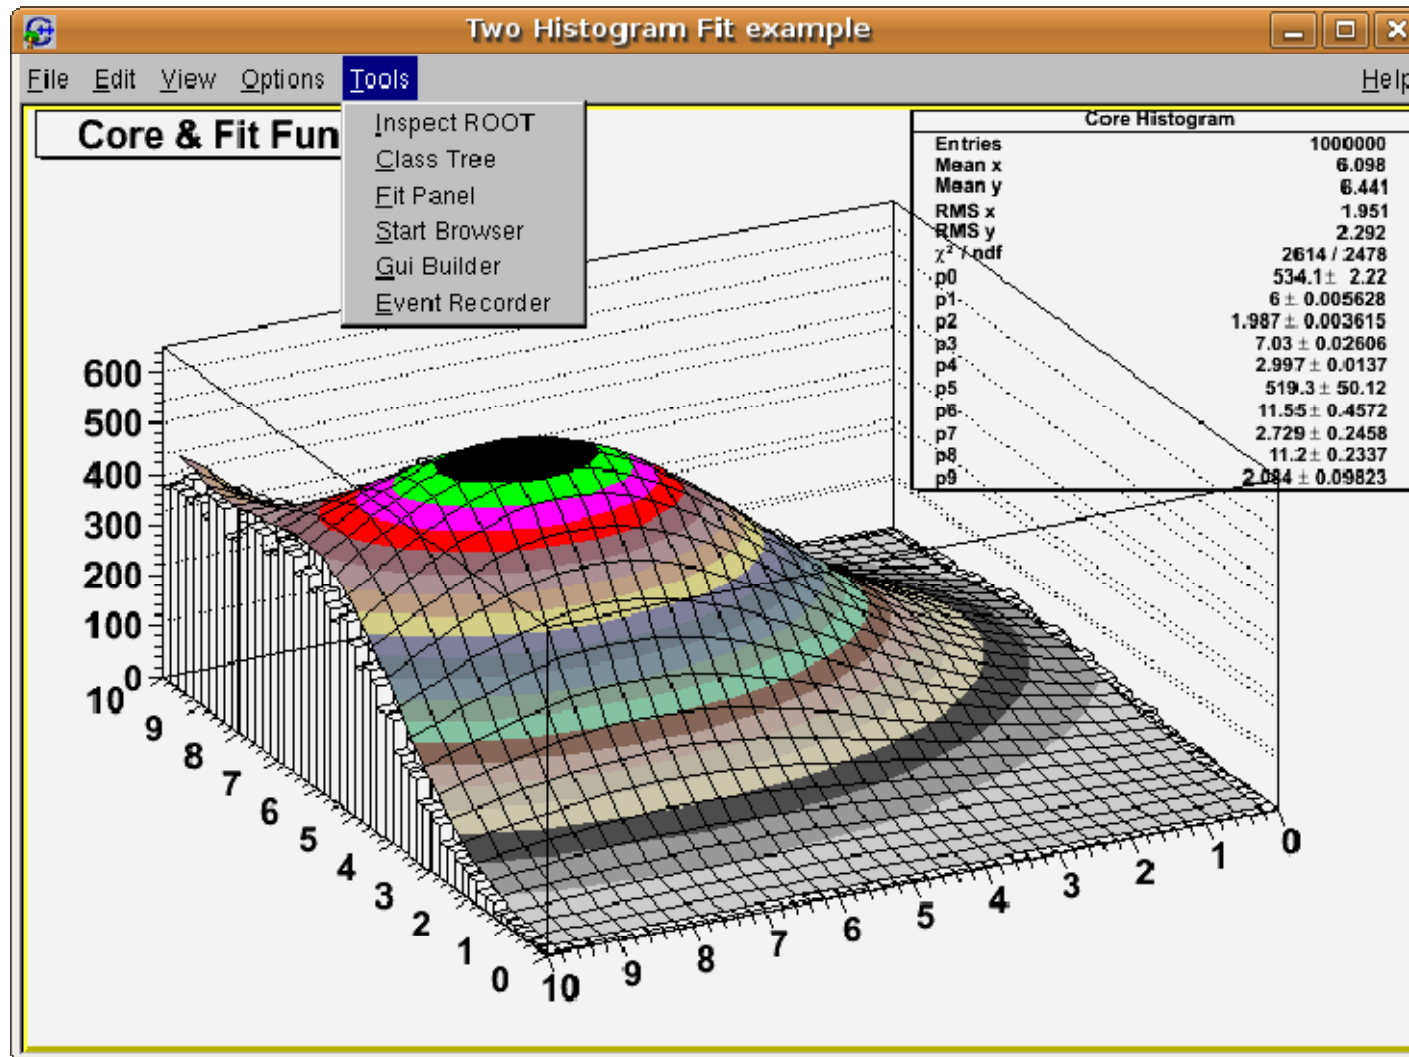 Two Histogram Fit example
File Edit View Options Tools Help
Inspect ROOT
Class Tree
Fit Panel
Start Browser
Gui Builder
Event Recorder
Core & Fit Fun
Core Histogram
Entries 1000000
Mean x 6.098
Mean y 6.441
RMS x 1.951
RMS y 2.292
χ² / ndf 2614 / 2478
p0 534.1 ± 2.22
p1 6 ± 0.005628
p2 1.987 ± 0.003615
p3 7.03 ± 0.02606
p4 2.997 ± 0.0137
p5 519.3 ± 50.12
p6 11.55 ± 0.4572
p7 2.729 ± 0.2458
p8 11.2 ± 0.2337
p9 2.084 ± 0.09823
600
500
400
300
200
100
0
10 9 8 7 6 5 4 3 2 1 0
10 9 8 7 6 5 4 3 2 1 0